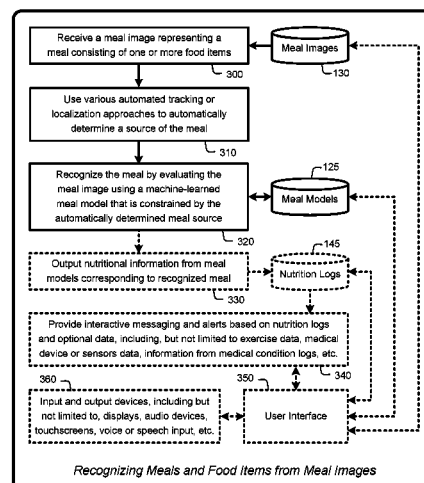 Receive a meal image representing a
meal consisting of one or more food items
300
Meal Images
130
Use various automated tracking or
localization approaches to automatically
determine a source of the meal
310
Recognize the meal by evaluating the
meal image using a machine-learned
meal model that is constrained by the
automatically determined meal source
320
125
Meal Models
Output nutritional information from meal
models corresponding to recognized meal
330
145
Nutrition Logs
Provide interactive messaging and alerts based on nutrition logs
and optional data, including, but not limited to exercise data, medical
device or sensors data, information from medical condition logs, etc.
340
360
Input and output devices, including but
not limited to, displays, audio devices,
touchscreens, voice or speech input, etc.
350
User Interface
Recognizing Meals and Food Items from Meal Images